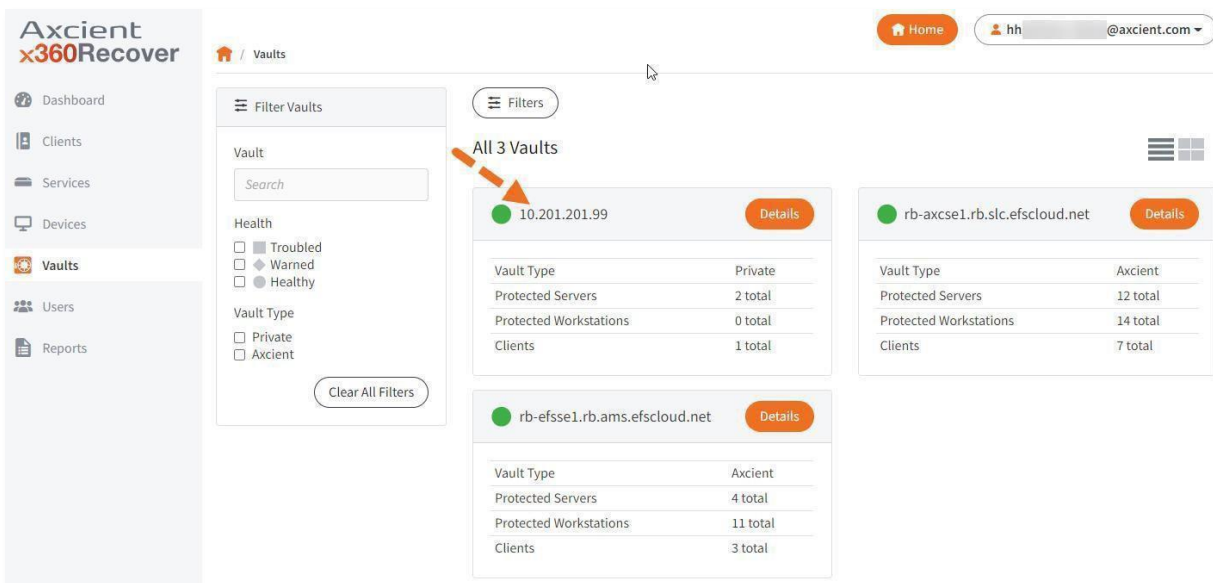 Axcient
x360Recover
Dashboard
Clients
Services
Devices
Vaults
Users
Reports
/ Vaults
Home
hh @axcient.com
Filter Vaults
Vault
Search
Health
Troubled
Warned
Healthy
Vault Type
Private
Axcient
Clear All Filters
Filters
All 3 Vaults
10.201.201.99 Details
Vault Type Private
Protected Servers 2 total
Protected Workstations 0 total
Clients 1 total
rb-axcse1.rb.slc.efscloud.net Details
Vault Type Axcient
Protected Servers 12 total
Protected Workstations 14 total
Clients 7 total
rb-efsse1.rb.ams.efscloud.net Details
Vault Type Axcient
Protected Servers 4 total
Protected Workstations 11 total
Clients 3 total